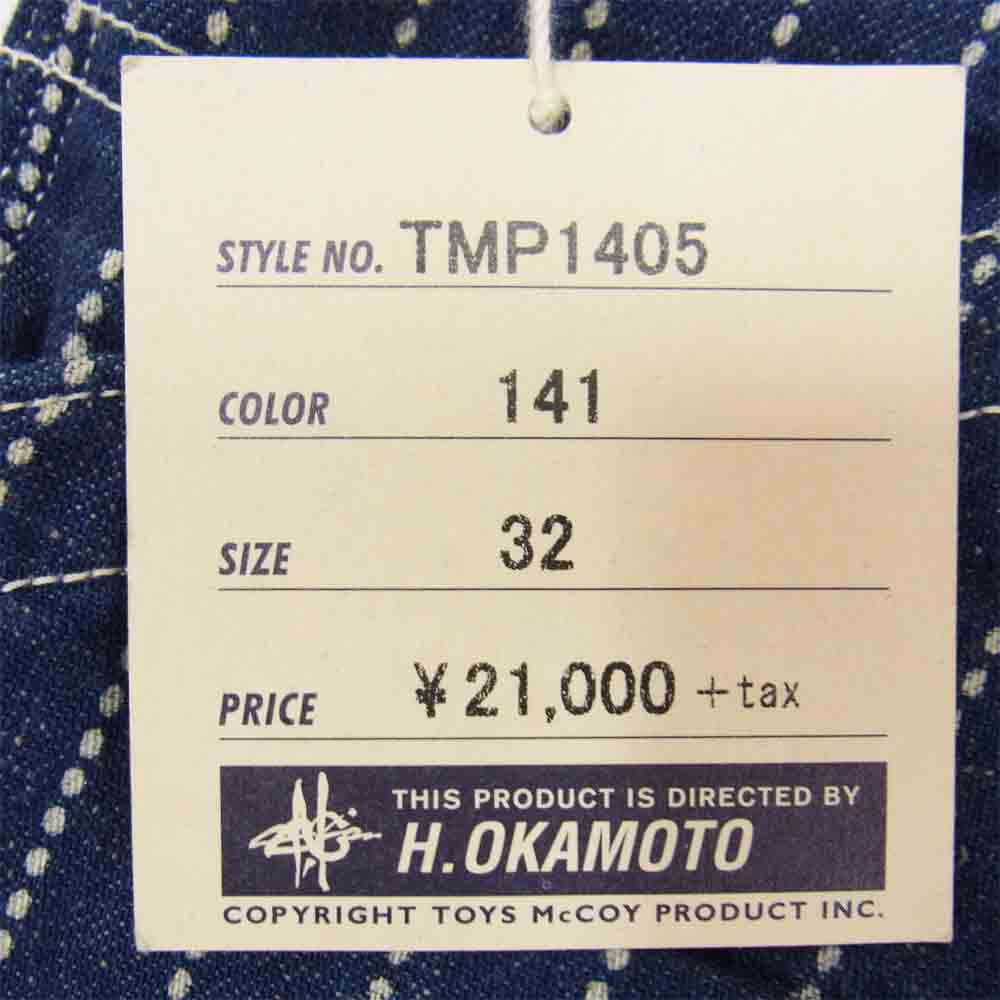 STYLE NO. TMP1405
COLOR 141
SIZE 32
PRICE ¥21,000 +tax
THIS PRODUCT IS DIRECTED BY
H.OKAMOTO
COPYRIGHT TOYS McCOY PRODUCT INC.